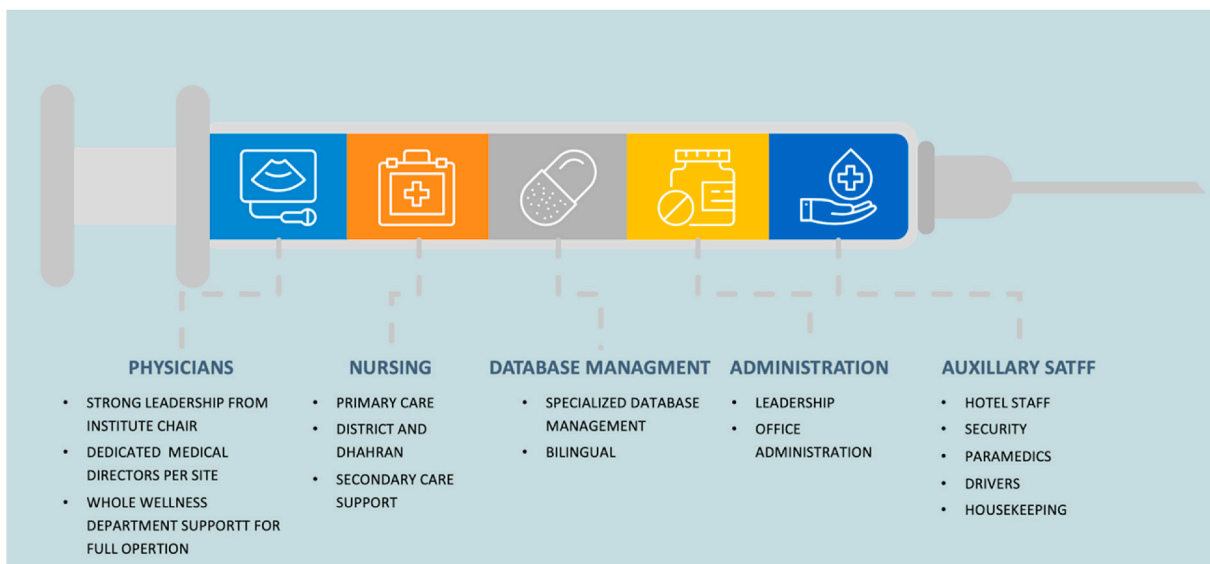 PHYSICIANS
• STRONG LEADERSHIP FROM
INSTITUTE CHAIR
• DEDICATED MEDICAL
DIRECTORS PER SITE
• WHOLE WELLNESS
DEPARTMENT SUPPORTT FOR
FULL OPERTION
NURSING
• PRIMARY CARE
• DISTRICT AND
DHAHRAN
• SECONDARY CARE
SUPPORT
DATABASE MANAGMENT
• SPECIALIZED DATABASE
MANAGEMENT
• BILINGUAL
ADMINISTRATION
• LEADERSHIP
• OFFICE
ADMINISTRATION
AUXILLARY SATFF
• HOTEL STAFF
• SECURITY
• PARAMEDICS
• DRIVERS
• HOUSEKEEPING